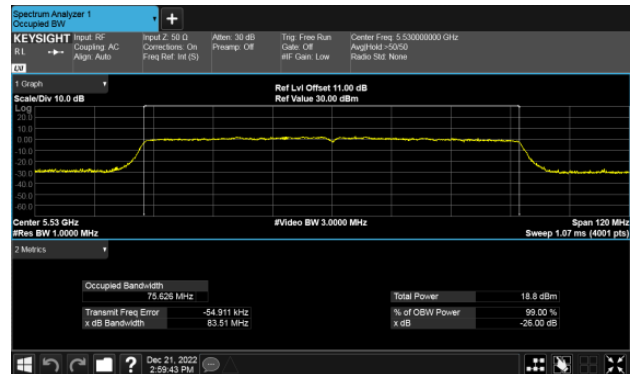 Spectrum Analyzer 1
Occupied BW
+
KEYSIGHT Input: RF Input Z: 50 Ω Atten: 30 dB Trig: Free Run Center Freq: 5.530000000 GHz
RL Coupling: AC Corrections: On Preamp: Off Gate: Off Avg|Hold:>50/50
Align: Auto Freq Ref: Int (S) #IF Gain: Low Radio Std: None
LXI
1 Graph
Ref Lvl Offset 11.00 dB
Scale/Div 10.0 dB Ref Value 30.00 dBm
Log
20.0
10.0
0.00
-10.0
-20.0
-30.0
-40.0
-50.0
-60.0
Center 5.53 GHz #Video BW 3.0000 MHz Span 120 MHz
#Res BW 1.0000 MHz Sweep 1.07 ms (4001 pts)
2 Metrics
Occupied Bandwidth
75.626 MHz Total Power 18.8 dBm
Transmit Freq Error -54.911 kHz % of OBW Power 99.00 %
x dB Bandwidth 83.51 MHz x dB -26.00 dB
? Dec 21, 2022
2:59:43 PM